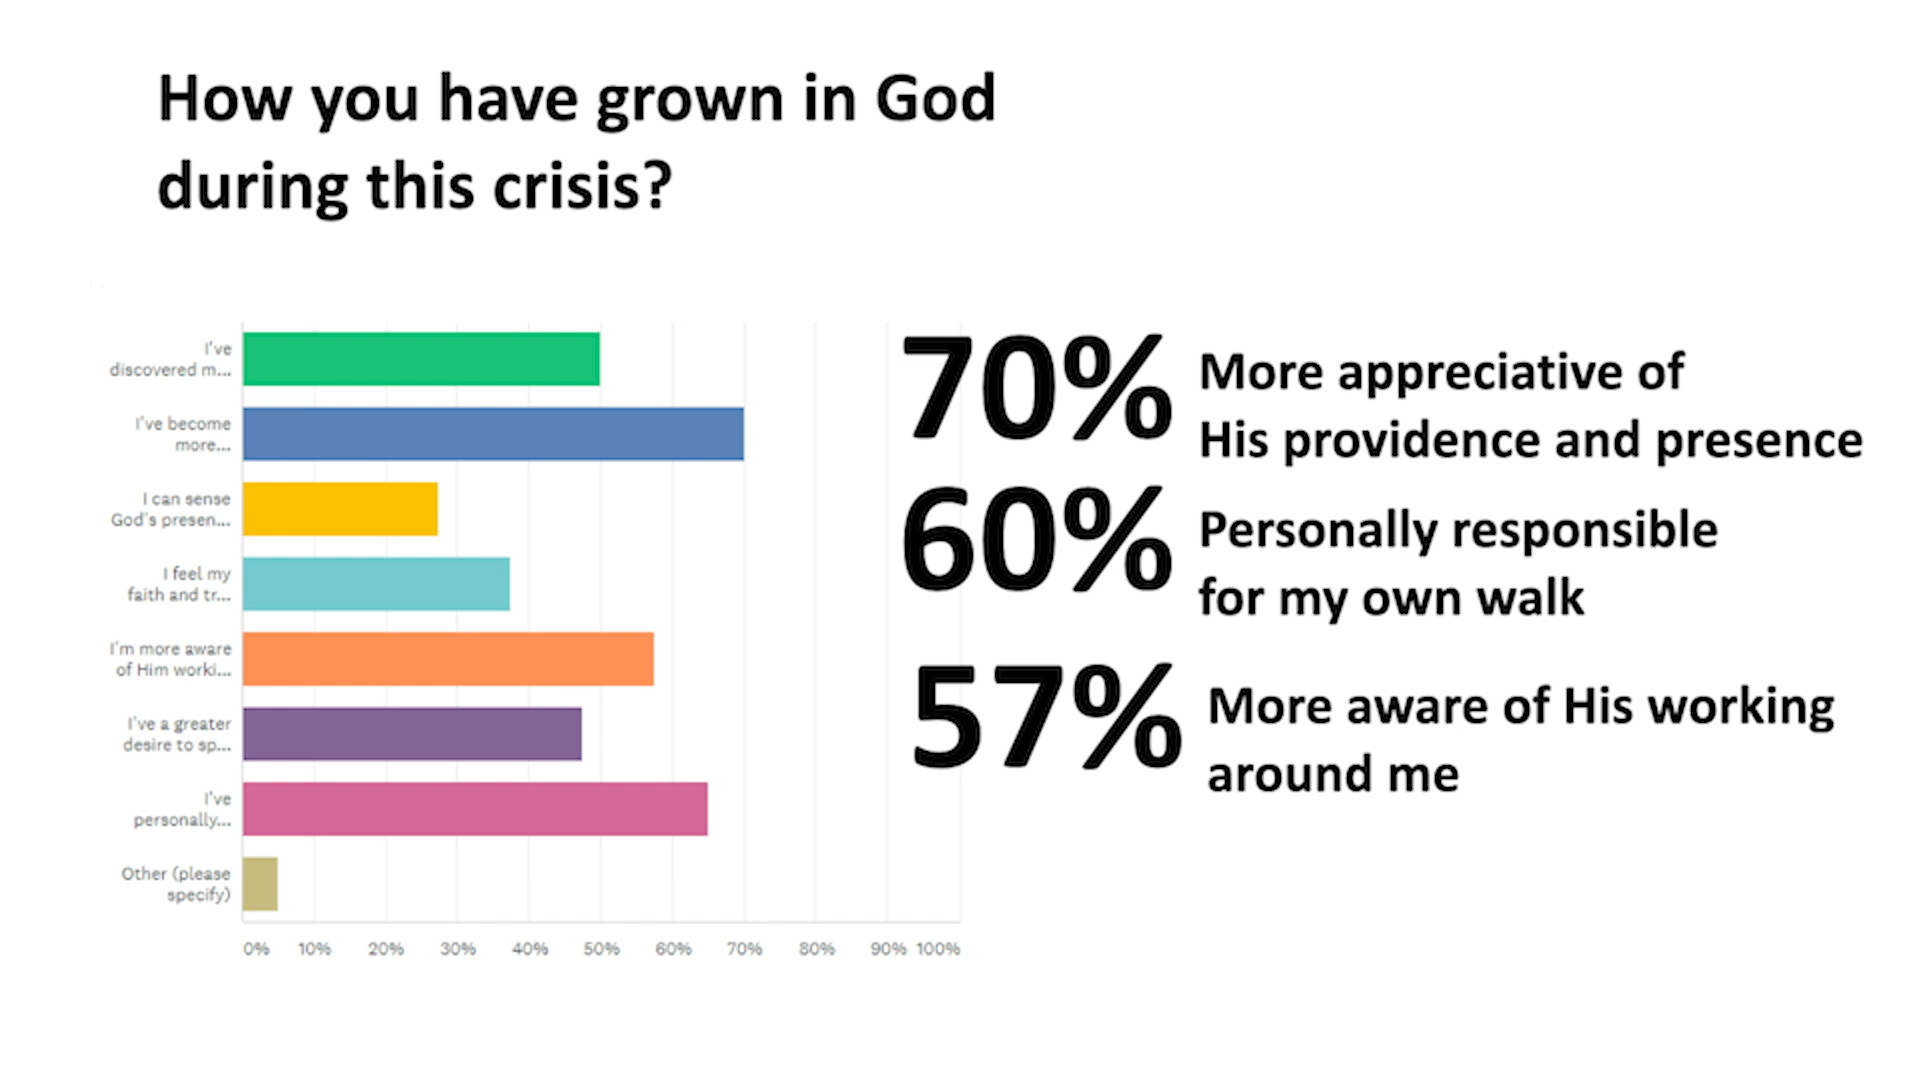 How you have grown in God
during this crisis?
I've
discovered m...
I've become
more...
I can sense
God's presen...
I feel my
faith and tr...
I'm more aware
of Him worki...
I've a greater
desire to sp...
I've
personally...
Other (please
specify)
0% 10% 20% 30% 40% 50% 60% 70% 80% 90% 100%
70% More appreciative of
His providence and presence
60% Personally responsible
for my own walk
57% More aware of His working
around me